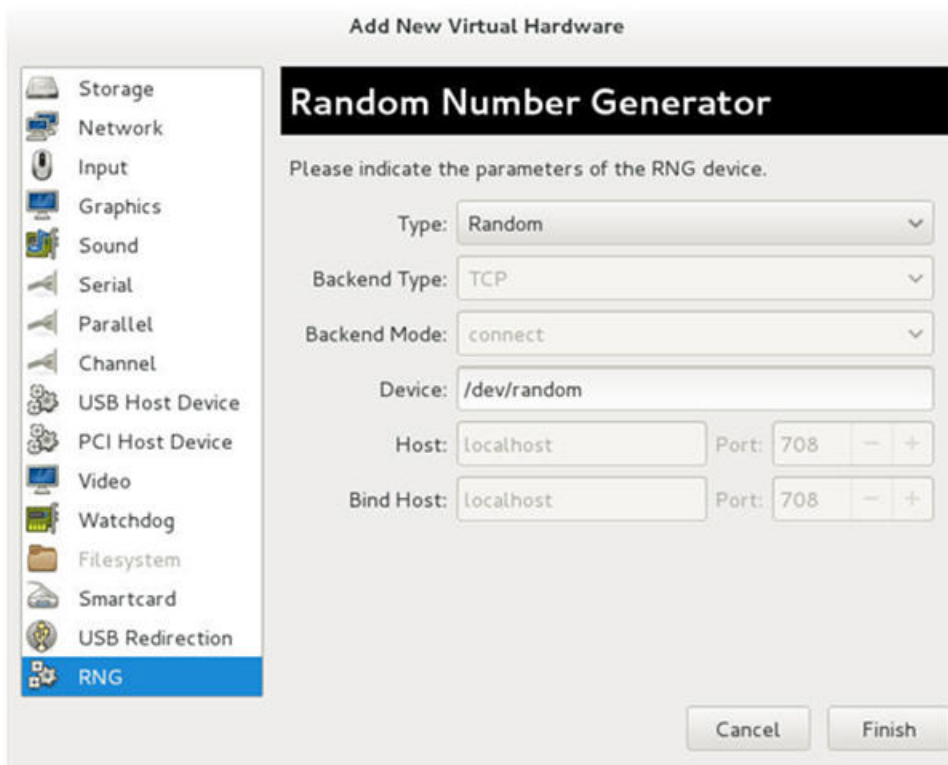 Add New Virtual Hardware
Storage
Network
Input
Graphics
Sound
Serial
Parallel
Channel
USB Host Device
PCI Host Device
Video
Watchdog
Filesystem
Smartcard
USB Redirection
RNG
Random Number Generator
Please indicate the parameters of the RNG device.
Type: Random
Backend Type: TCP
Backend Mode: connect
Device: /dev/random
Host: localhost Port: 708 − +
Bind Host: localhost Port: 708 − +
Cancel Finish